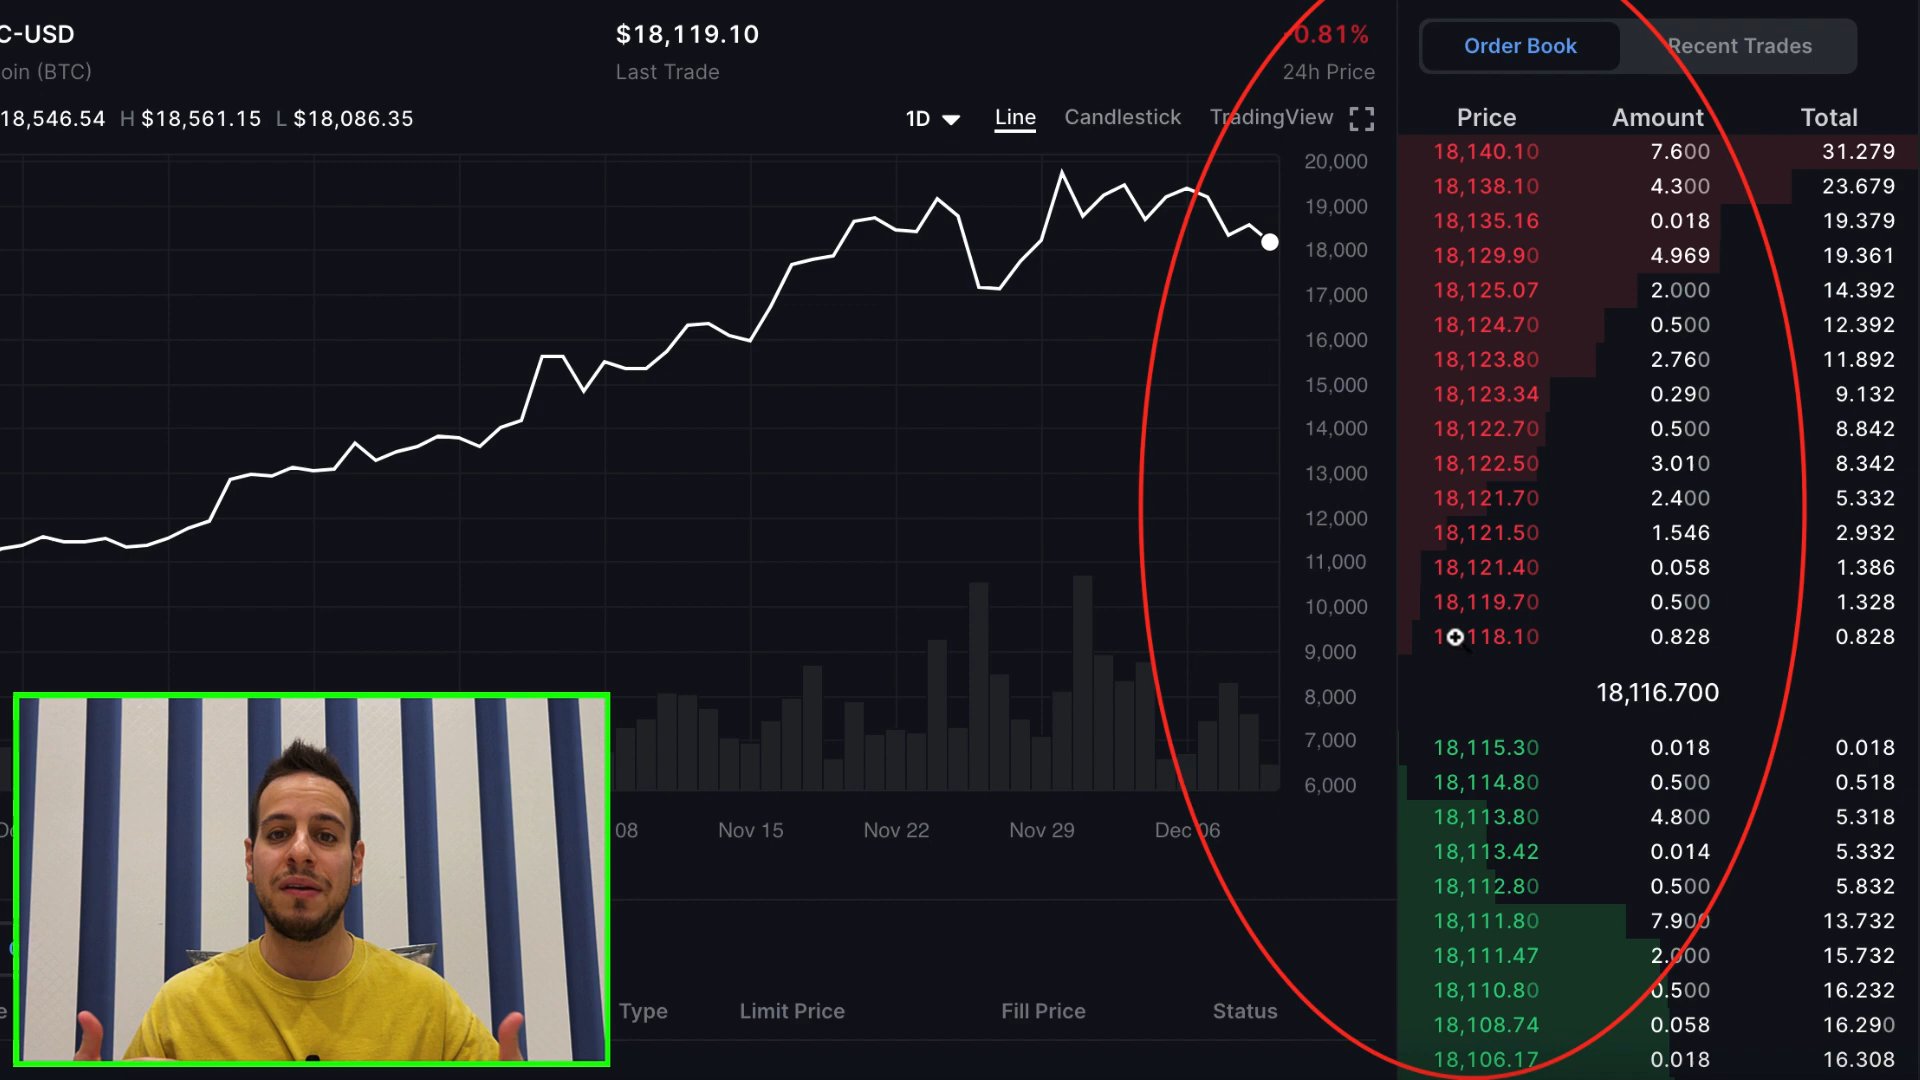 C-USD
$18,119.10
0.81%
oin (BTC)
Last Trade
24h Price
18,546.54 H $18,561.15 L $18,086.35
1D
Line
Candlestick
TradingView
20,000
19,000
18,000
17,000
16,000
15,000
14,000
13,000
12,000
11,000
10,000
9,000
8,000
7,000
6,000
08
Nov 15
Nov 22
Nov 29
Dec 06
Type
Limit Price
Fill Price
Status
Order Book
Recent Trades
Price Amount Total
18,140.10 7.600 31.279
18,138.10 4.300 23.679
18,135.16 0.018 19.379
18,129.90 4.969 19.361
18,125.07 2.000 14.392
18,124.70 0.500 12.392
18,123.80 2.760 11.892
18,123.34 0.290 9.132
18,122.70 0.500 8.842
18,122.50 3.010 8.342
18,121.70 2.400 5.332
18,121.50 1.546 2.932
18,121.40 0.058 1.386
18,119.70 0.500 1.328
118.10 0.828 0.828
18,116.700
18,115.30 0.018 0.018
18,114.80 0.500 0.518
18,113.80 4.800 5.318
18,113.42 0.014 5.332
18,112.80 0.500 5.832
18,111.80 7.900 13.732
18,111.47 2.000 15.732
18,110.80 0.500 16.232
18,108.74 0.058 16.290
18,106.17 0.018 16.308